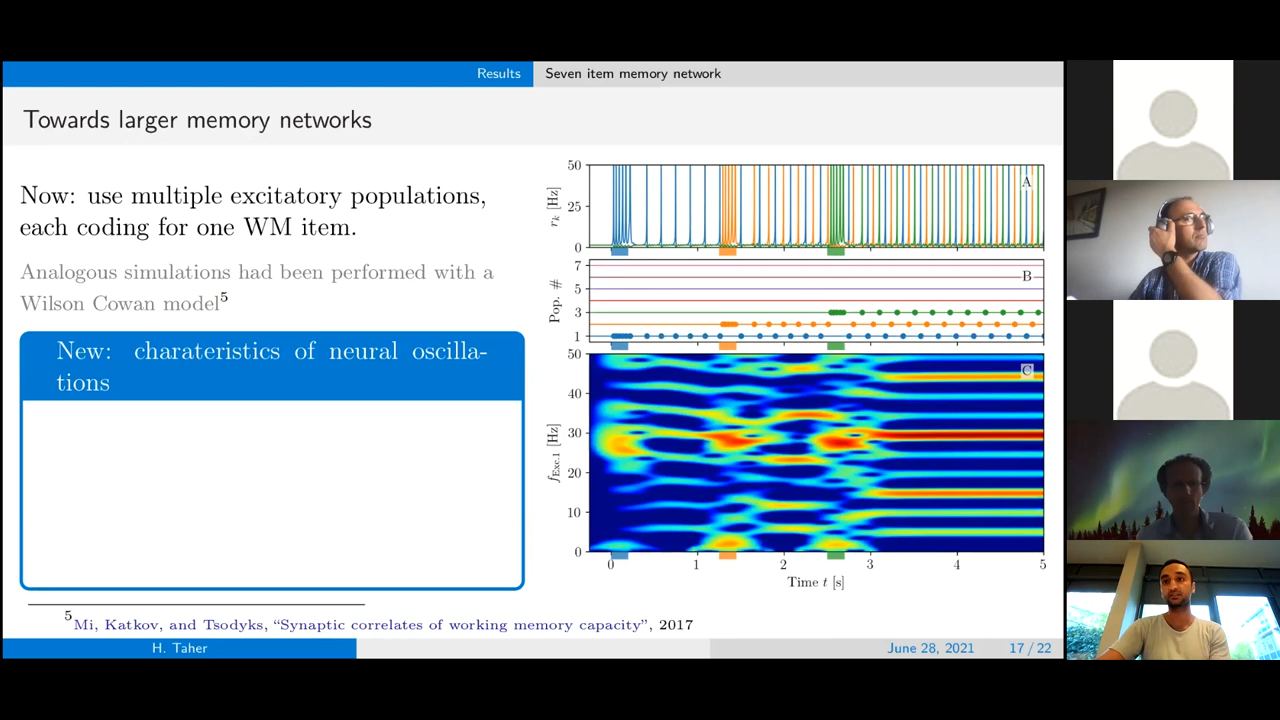 Results Seven item memory network
Towards larger memory networks
Now: use multiple excitatory populations,
each coding for one WM item.
Analogous simulations had been performed with a
Wilson Cowan model5
New: charateristics of neural oscilla-
tions
50
25
0
rk [Hz]
A
7
5
3
1
Pop. #
B
50
40
30
20
10
0
fExc.1 [Hz]
C
0 1 2 3 4 5
Time t [s]
5Mi, Katkov, and Tsodyks, “Synaptic correlates of working memory capacity”, 2017
H. Taher June 28, 2021 17 / 22